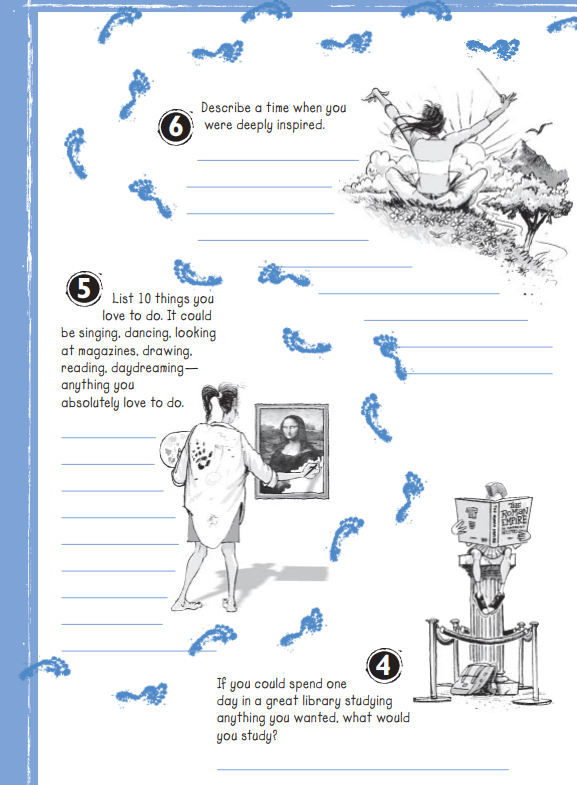 6
Describe a time when you
were deeply inspired.
5
List 10 things you
love to do. It could
be singing, dancing, looking
at magazines, drawing,
reading, daydreaming—
anything you
absolutely love to do.
THE
ROMAN
EMPIRE
4
If you could spend one
day in a great library studying
anything you wanted, what would
you study?